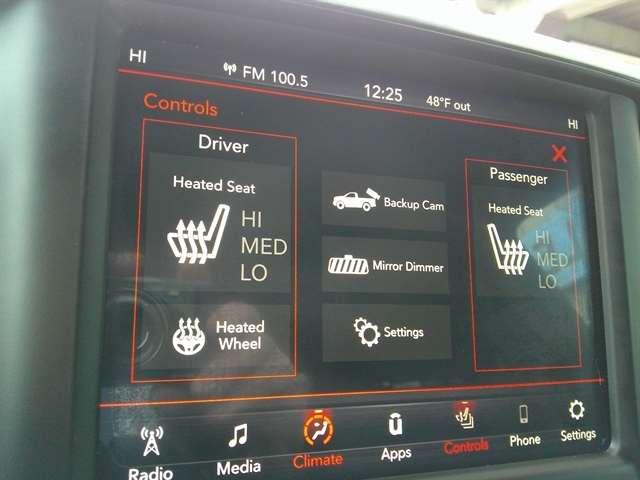 HI
FM 100.5
12:25
48°F out
HI
Controls
Driver
Heated Seat
HI
MED
LO
Heated
Wheel
Backup Cam
Mirror Dimmer
Settings
Passenger
Heated Seat
HI
MED
LO
Radio
Media
Climate
Apps
Controls
Phone
Settings